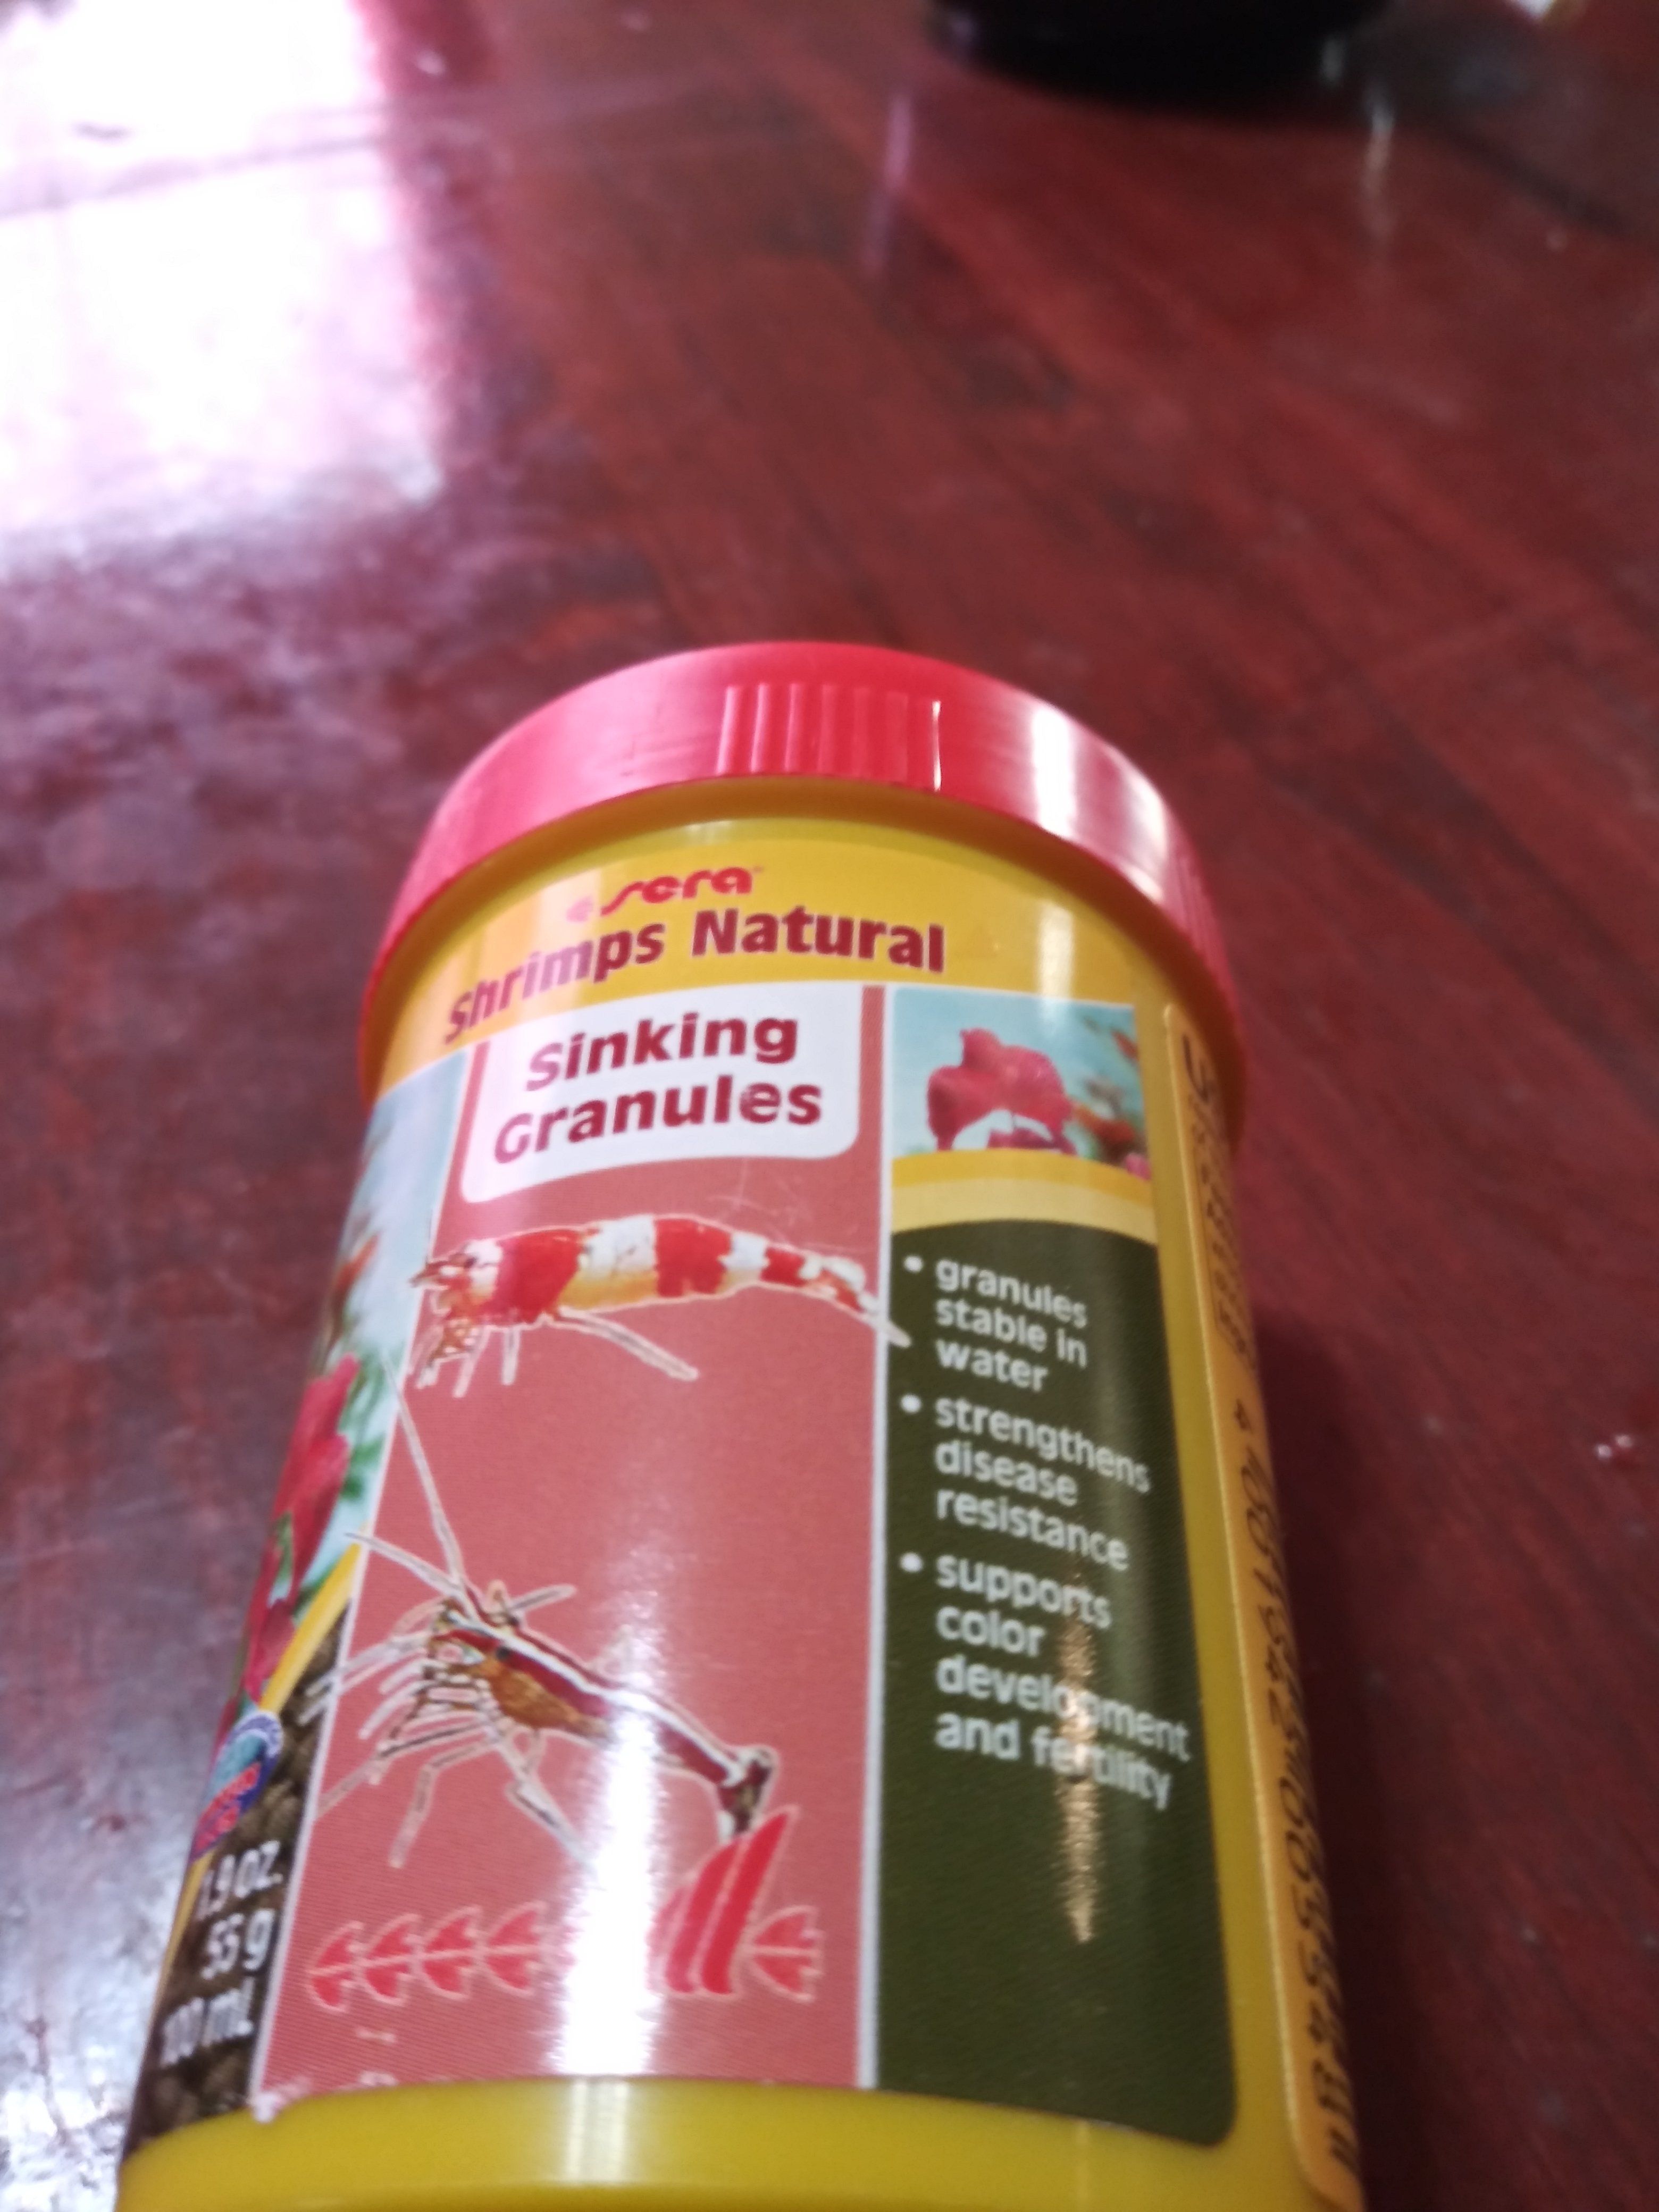 sera
Shrimps Natural
Sinking
Granules
• granules
stable in
water
• strengthens
disease
resistance
• supports
color
development
and fertility
1.9 OZ.
55 g
100 mL